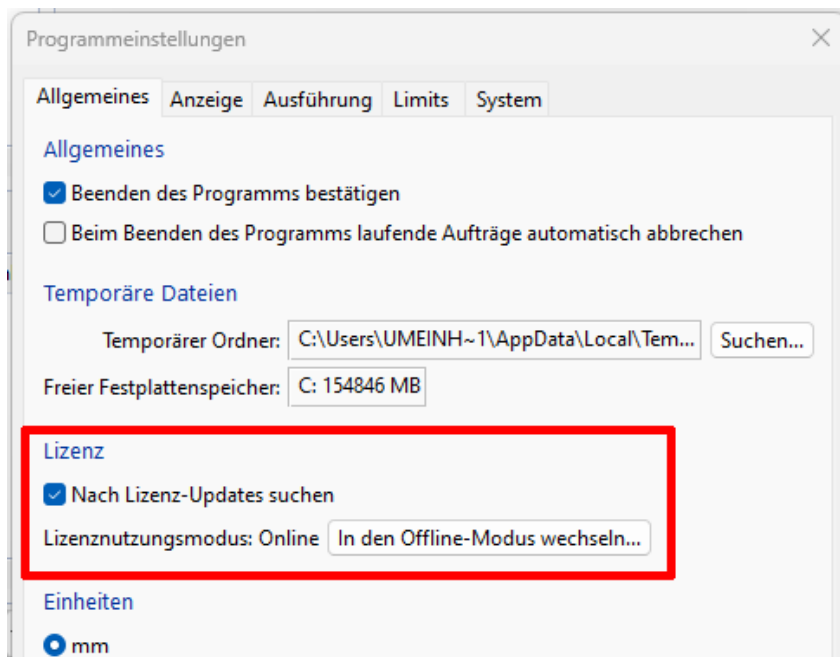 Programmeinstellungen
Allgemeines Anzeige Ausführung Limits System
Allgemeines
Beenden des Programms bestätigen
Beim Beenden des Programms laufende Aufträge automatisch abbrechen
Temporäre Dateien
Temporärer Ordner: C:\Users\UMEINH~1\AppData\Local\Tem... Suchen...
Freier Festplattenspeicher: C: 154846 MB
Lizenz
Nach Lizenz-Updates suchen
Lizenznutzungsmodus: Online In den Offline-Modus wechseln...
Einheiten
mm